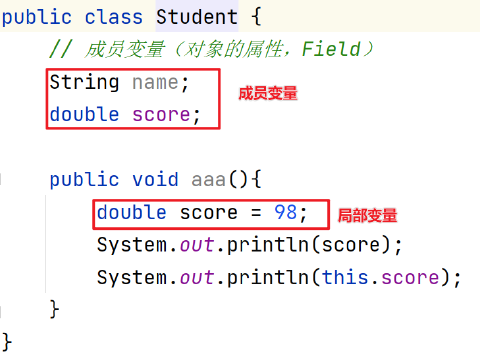 public class Student {
// 成员变量（对象的属性，Field）
String name;
double score;
成员变量
public void aaa(){
double score = 98;
局部变量
System.out.println(score);
System.out.println(this.score);
}
}